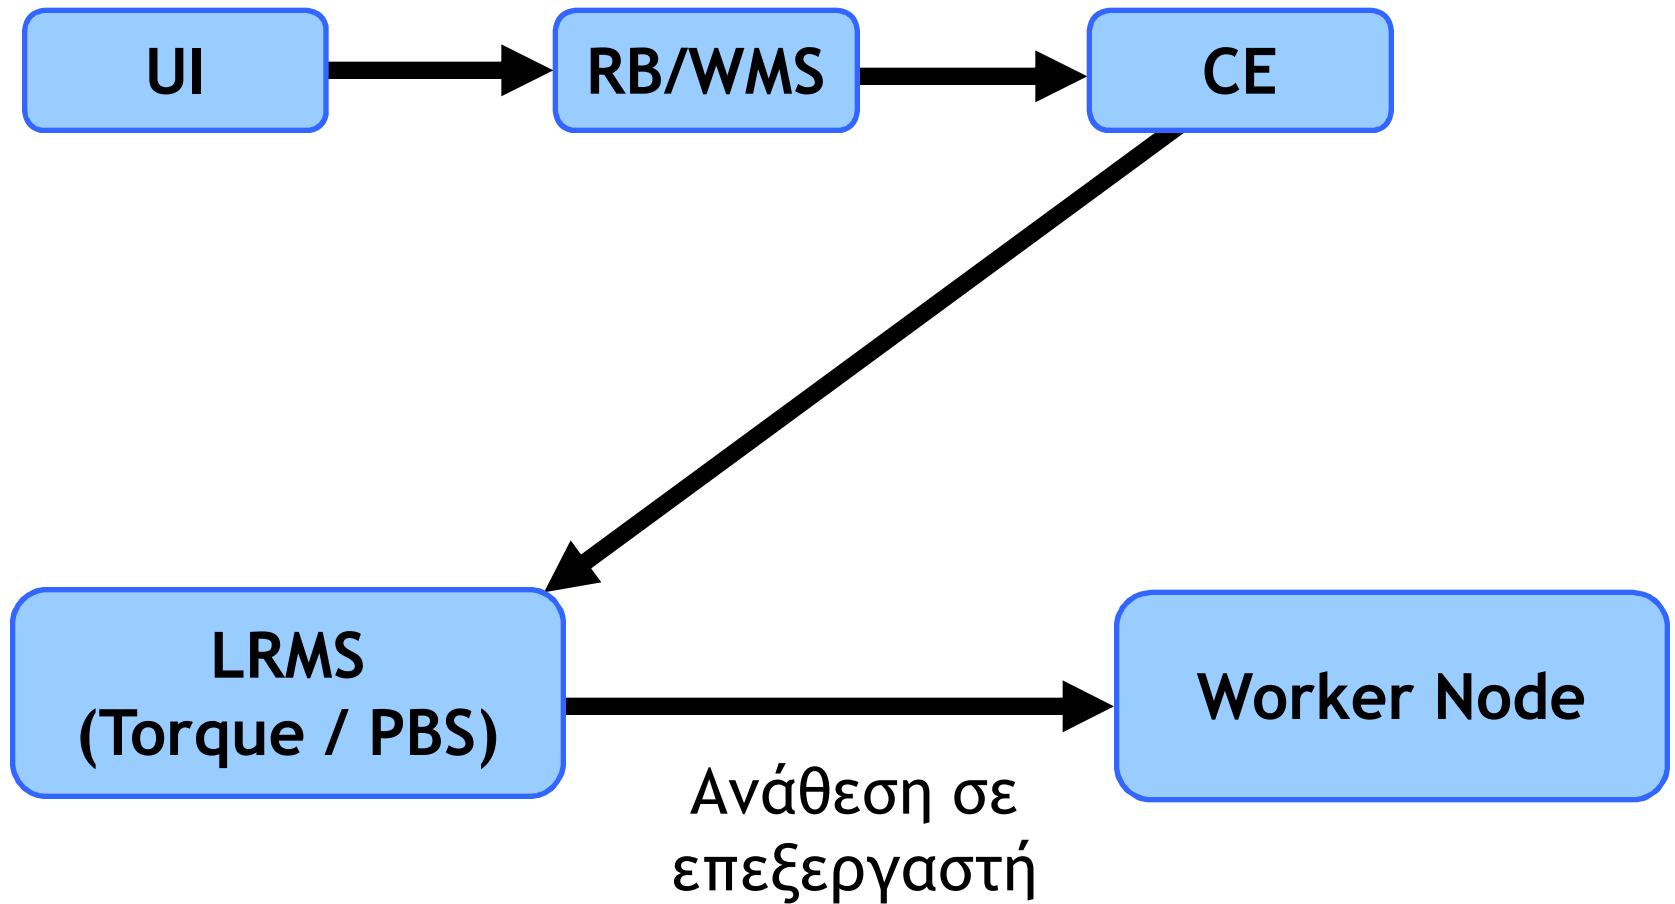 UI
RB/WMS
CE
LRMS
(Torque / PBS)
Worker Node
Ανάθεση σε
επεξεργαστή